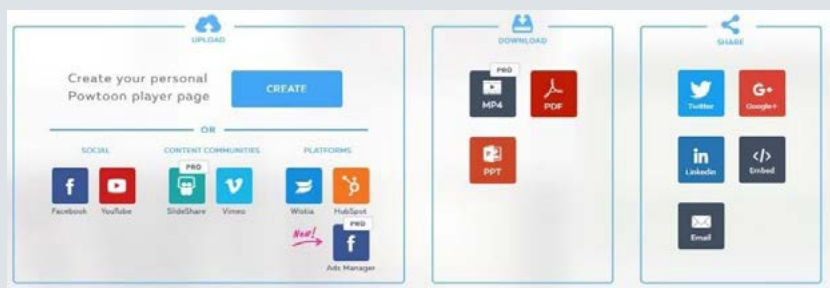 UPLOAD
Create your personal
Powtoon player page
CREATE
OR
SOCIAL
CONTENT COMMUNITIES
PLATFORMS
PRO
Facebook
YouTube
SlideShare
Vimeo
Wistia
HubSpot
New!
PRO
Ads Manager
DOWNLOAD
PRO
MP4
PDF
PPT
SHARE
Twitter
G+
Google+
in
LinkedIn
</>
Embed
Email